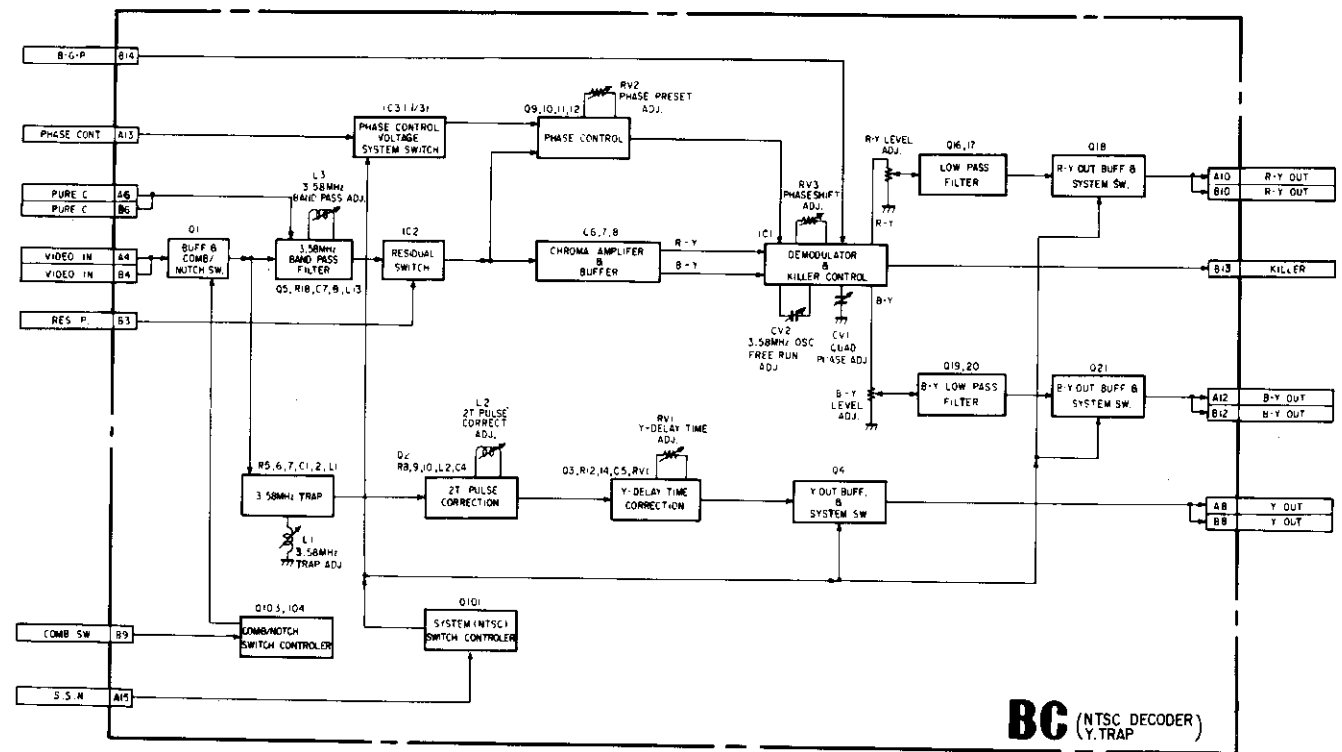 B-G-P B14
PHASE CONT A13
PURE C A6
PURE C B6
VIDEO IN A4
VIDEO IN B4
RES P. B3
COMB SW B9
S.S.N A15
Q1
BUFF &
COMB/
NOTCH SW.
L3
3.58MHz
BAND PASS ADJ.
3.58MHz
BAND PASS
FILTER
Q5, R18, C7, 9, L13
IC3(1/3)
PHASE CONTROL
VOLTAGE
SYSTEM SWITCH
IC2
RESIDUAL
SWITCH
Q9,10,11,12
RV2
PHASE PRESET
ADJ.
PHASE CONTROL
C6,7,8
CHROMA AMPLIFER
&
BUFFER
R-Y
B-Y
IC1
RV3
PHASESHIFT
ADJ.
DEMODULATOR
&
KILLER CONTROL
CV2
3.58MHz OSC
FREE RUN
ADJ
CV1
QUAD
PHASE ADJ
R-Y LEVEL
ADJ.
R-Y
B-Y
B-Y
LEVEL
ADJ.
Q16,17
LOW PASS
FILTER
Q18
R-Y OUT BUFF &
SYSTEM SW.
Q19,20
B-Y LOW PASS
FILTER
Q21
B-Y OUT BUFF &
SYSTEM SW.
R5,6,7,C1,2,L1
3 58MHz TRAP
L1
3.58MHz
TRAP ADJ
Q2
R8,9,10,L2,C4
L2
2T PULSE
CORRECT
ADJ.
2T PULSE
CORRECTION
Q3,R12,14,C5,RV1
RV1
Y-DELAY TIME
ADJ.
Y-DELAY TIME
CORRECTION
Q4
Y OUT BUFF.
&
SYSTEM SW
Q103,104
COMB/NOTCH
SWITCH CONTROLER
Q101
SYSTEM(NTSC)
SWITCH CONTROLER
A10 R-Y OUT
B10 R-Y OUT
B13 KILLER
A12 B-Y OUT
B12 B-Y OUT
A8 Y OUT
B8 Y OUT
BC (NTSC DECODER
Y.TRAP)